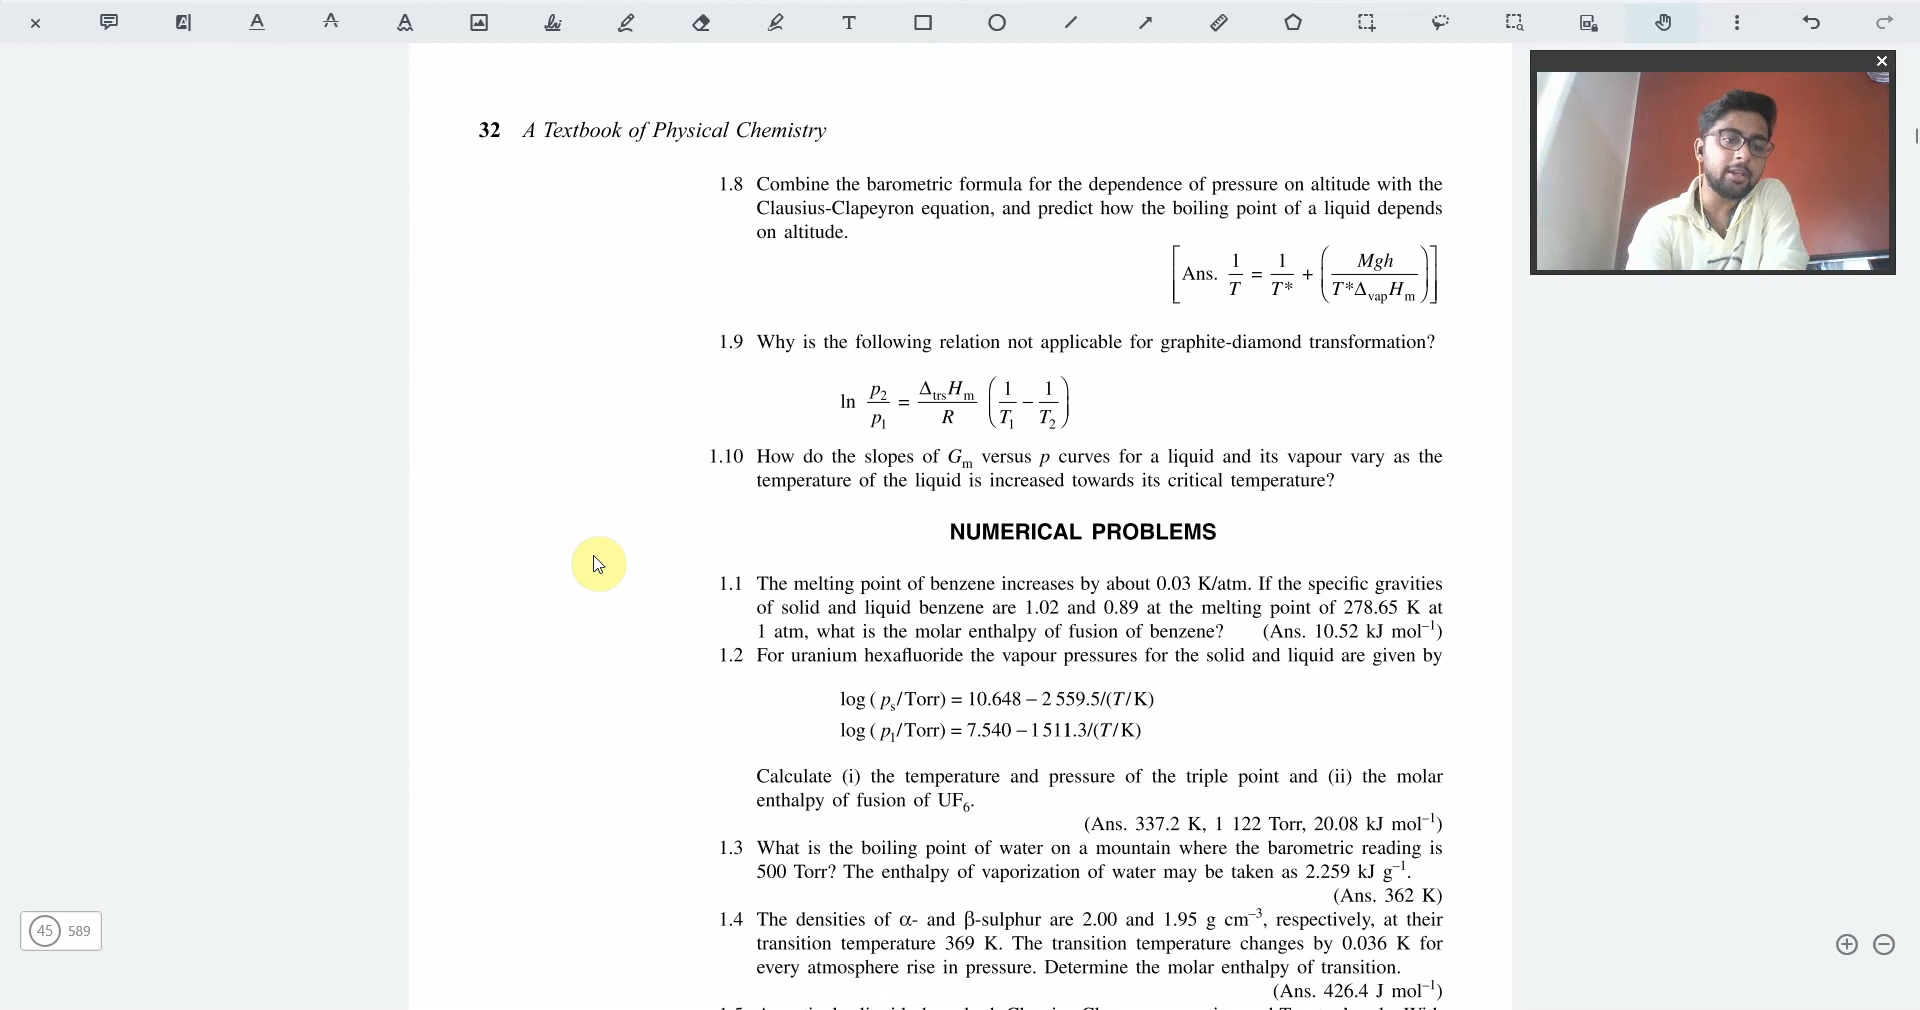 32 A Textbook of Physical Chemistry
1.8 Combine the barometric formula for the dependence of pressure on altitude with the
Clausius-Clapeyron equation, and predict how the boiling point of a liquid depends
on altitude.
[Ans. 1/T = 1/T* + (Mgh / T*Δ_vap H_m)]
1.9 Why is the following relation not applicable for graphite-diamond transformation?
ln p₂/p₁ = Δ_trs H_m / R (1/T₁ − 1/T₂)
1.10 How do the slopes of G_m versus p curves for a liquid and its vapour vary as the
temperature of the liquid is increased towards its critical temperature?
NUMERICAL PROBLEMS
1.1 The melting point of benzene increases by about 0.03 K/atm. If the specific gravities
of solid and liquid benzene are 1.02 and 0.89 at the melting point of 278.65 K at
1 atm, what is the molar enthalpy of fusion of benzene? (Ans. 10.52 kJ mol⁻¹)
1.2 For uranium hexafluoride the vapour pressures for the solid and liquid are given by
log ( p_s/Torr) = 10.648 − 2 559.5/(T/K)
log ( p_l/Torr) = 7.540 − 1 511.3/(T/K)
Calculate (i) the temperature and pressure of the triple point and (ii) the molar
enthalpy of fusion of UF₆.
(Ans. 337.2 K, 1 122 Torr, 20.08 kJ mol⁻¹)
1.3 What is the boiling point of water on a mountain where the barometric reading is
500 Torr? The enthalpy of vaporization of water may be taken as 2.259 kJ g⁻¹.
(Ans. 362 K)
1.4 The densities of α- and β-sulphur are 2.00 and 1.95 g cm⁻³, respectively, at their
transition temperature 369 K. The transition temperature changes by 0.036 K for
every atmosphere rise in pressure. Determine the molar enthalpy of transition.
(Ans. 426.4 J mol⁻¹)
45 589